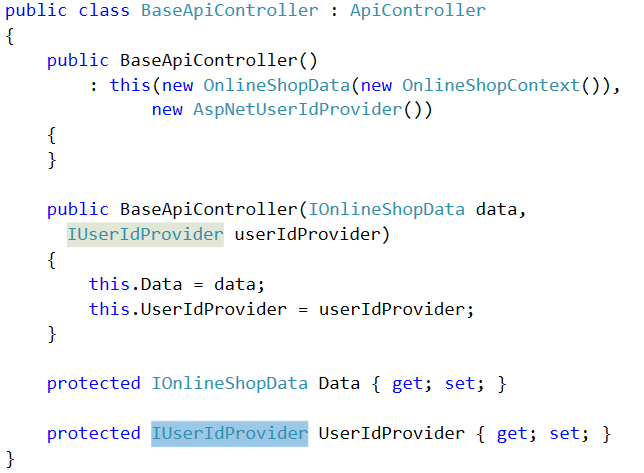 public class BaseApiController : ApiController
{
    public BaseApiController()
        : this(new OnlineShopData(new OnlineShopContext()),
              new AspNetUserIdProvider())
    {
    }

    public BaseApiController(IOnlineShopData data,
      IUserIdProvider userIdProvider)
    {
        this.Data = data;
        this.UserIdProvider = userIdProvider;
    }

    protected IOnlineShopData Data { get; set; }

    protected IUserIdProvider UserIdProvider { get; set; }
}